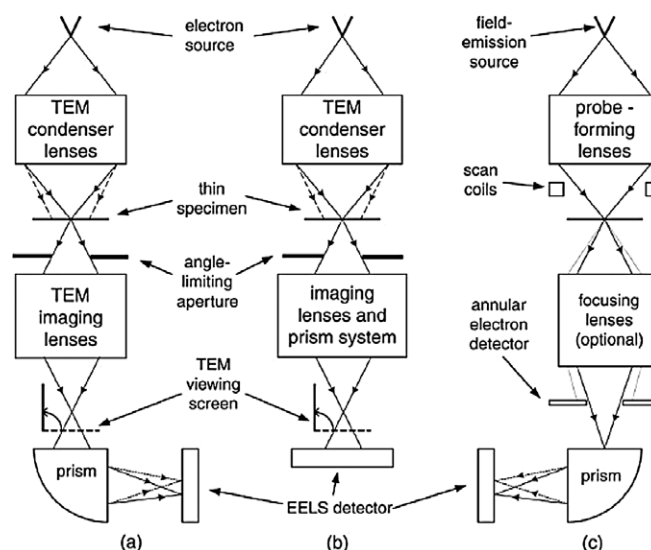 electron
source
field-
emission
source
TEM
condenser
lenses
TEM
condenser
lenses
probe -
forming
lenses
scan
coils
thin
specimen
angle-
limiting
aperture
TEM
imaging
lenses
imaging
lenses and
prism system
focusing
lenses
(optional)
annular
electron
detector
TEM
viewing
screen
prism
prism
EELS detector
(a)
(b)
(c)